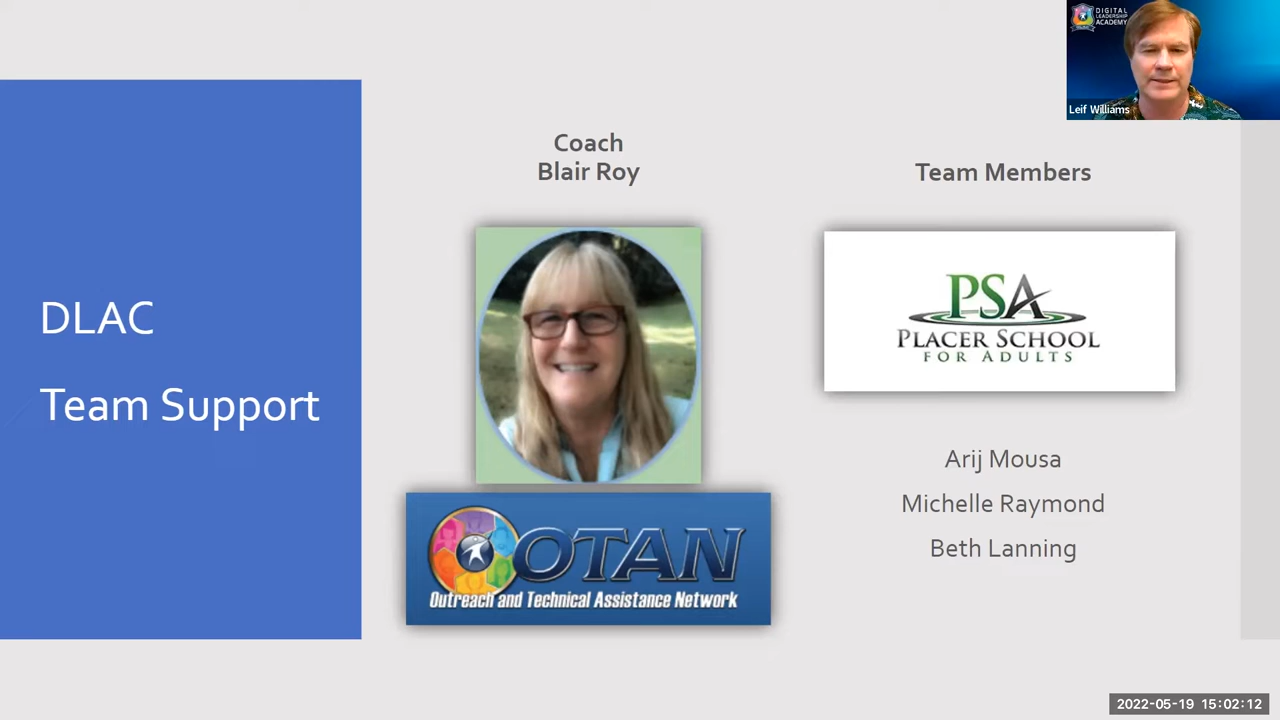 DIGITAL
LEADERSHIP
ACADEMY
Leif Williams
DLAC
Team Support
Coach
Blair Roy
OTAN
Outreach and Technical Assistance Network
Team Members
PSA
PLACER SCHOOL
FOR ADULTS
Arij Mousa
Michelle Raymond
Beth Lanning
2022-05-19 15:02:12